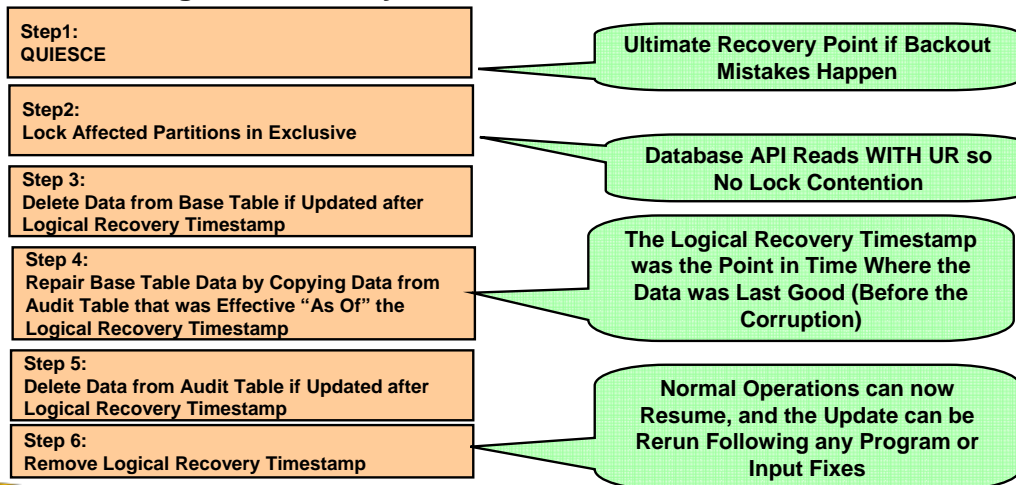 Step1:
QUIESCE
Ultimate Recovery Point if Backout
Mistakes Happen
Step2:
Lock Affected Partitions in Exclusive
Database API Reads WITH UR so
No Lock Contention
Step 3:
Delete Data from Base Table if Updated after
Logical Recovery Timestamp
Step 4:
Repair Base Table Data by Copying Data from
Audit Table that was Effective “As Of” the
Logical Recovery Timestamp
The Logical Recovery Timestamp
was the Point in Time Where the
Data was Last Good (Before the
Corruption)
Step 5:
Delete Data from Audit Table if Updated after
Logical Recovery Timestamp
Step 6:
Remove Logical Recovery Timestamp
Normal Operations can now
Resume, and the Update can be
Rerun Following any Program or
Input Fixes